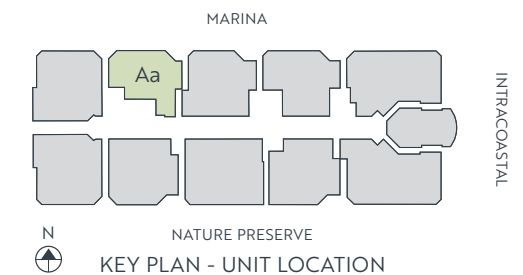 MARINA
Aa
INTRACOASTAL
N
NATURE PRESERVE
KEY PLAN - UNIT LOCATION